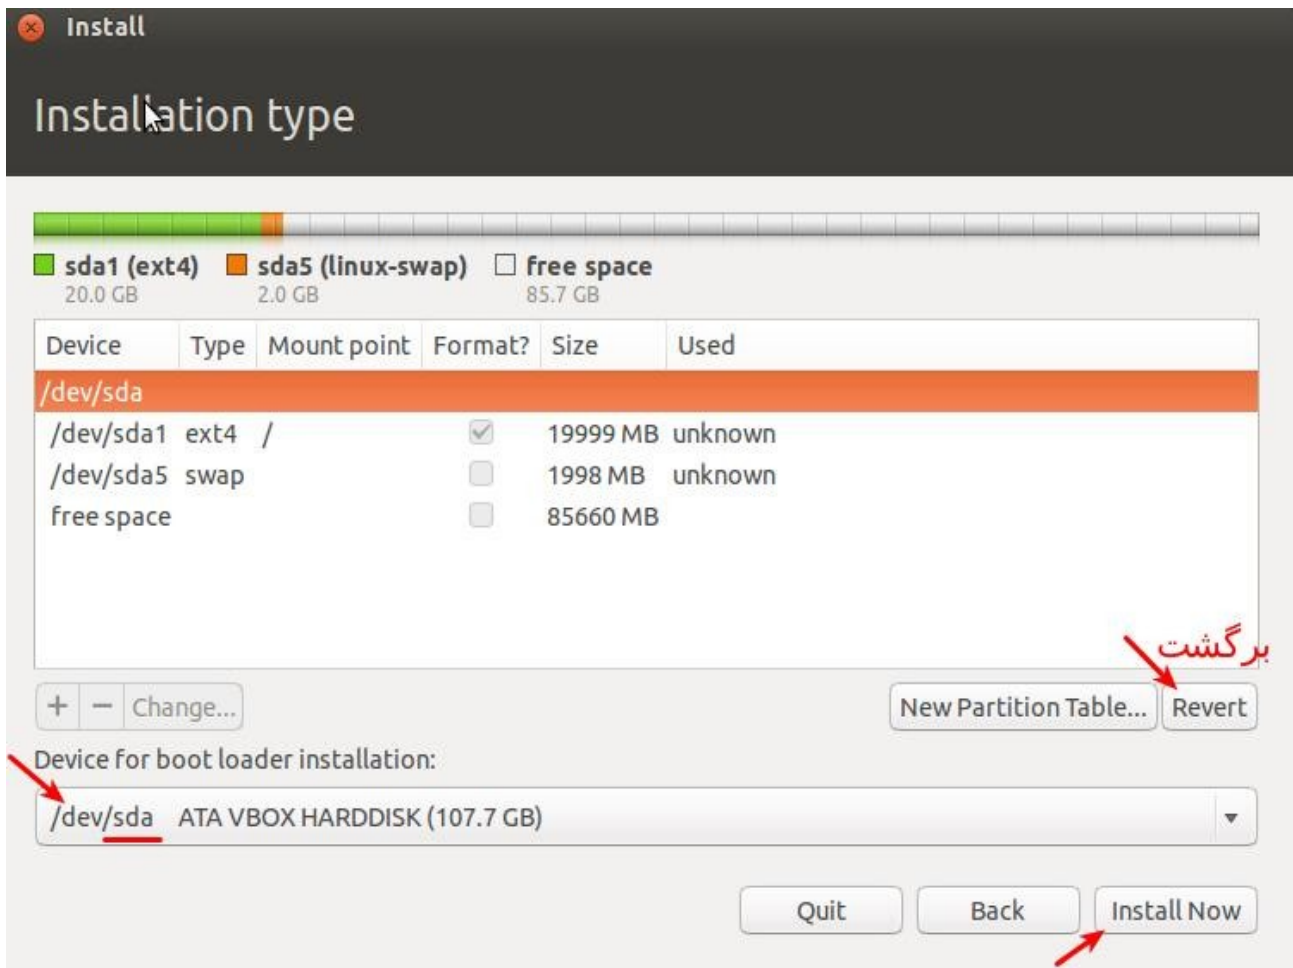 Install
Installation type
sda1 (ext4) sda5 (linux-swap) free space
20.0 GB 2.0 GB 85.7 GB
Device Type Mount point Format? Size Used
/dev/sda
/dev/sda1 ext4 / 19999 MB unknown
/dev/sda5 swap 1998 MB unknown
free space 85660 MB
برگشت
+ − Change... New Partition Table... Revert
Device for boot loader installation:
/dev/sda ATA VBOX HARDDISK (107.7 GB)
Quit Back Install Now